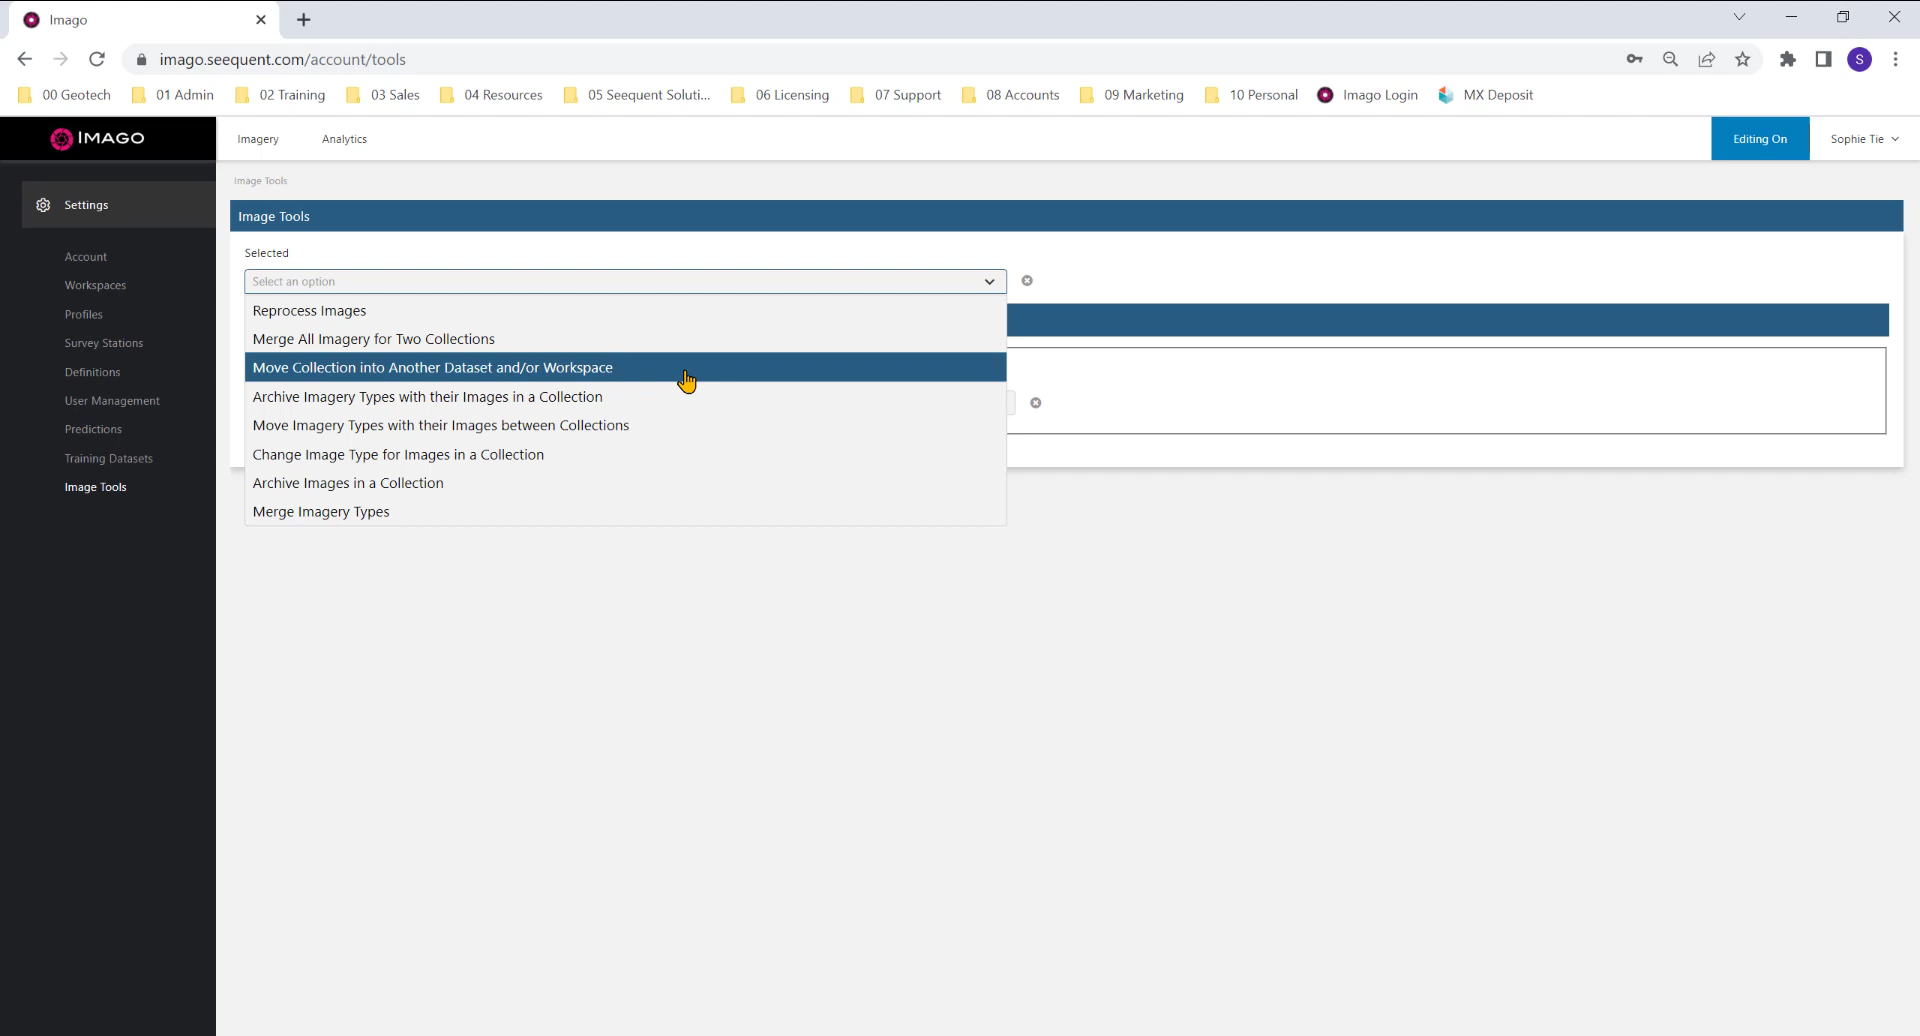 Imago
imago.seequent.com/account/tools
S
00 Geotech 01 Admin 02 Training 03 Sales 04 Resources 05 Seequent Soluti... 06 Licensing 07 Support 08 Accounts 09 Marketing 10 Personal Imago Login MX Deposit
IMAGO Imagery Analytics Editing On Sophie Tie
Image Tools
Settings
Image Tools
Selected
Select an option
Account
Workspaces
Profiles
Survey Stations
Definitions
User Management
Predictions
Training Datasets
Image Tools
Reprocess Images
Merge All Imagery for Two Collections
Move Collection into Another Dataset and/or Workspace
Archive Imagery Types with their Images in a Collection
Move Imagery Types with their Images between Collections
Change Image Type for Images in a Collection
Archive Images in a Collection
Merge Imagery Types